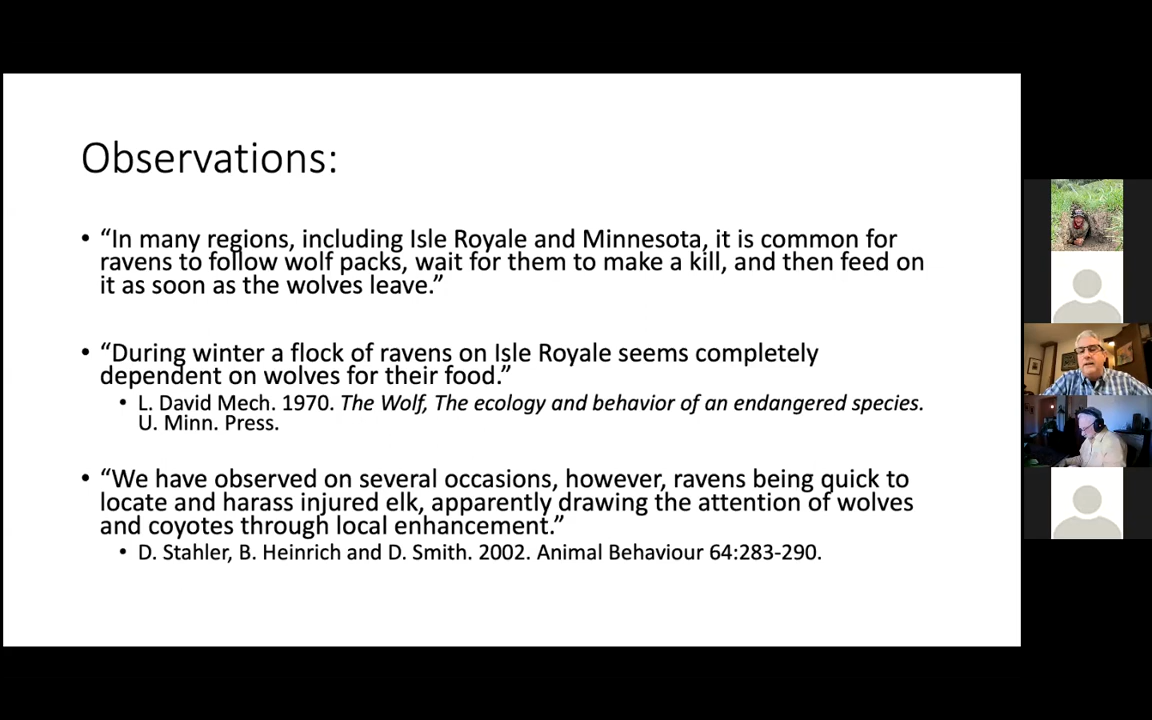 Observations:
• “In many regions, including Isle Royale and Minnesota, it is common for
ravens to follow wolf packs, wait for them to make a kill, and then feed on
it as soon as the wolves leave.”
• “During winter a flock of ravens on Isle Royale seems completely
dependent on wolves for their food.”
• L. David Mech. 1970. The Wolf, The ecology and behavior of an endangered species.
U. Minn. Press.
• “We have observed on several occasions, however, ravens being quick to
locate and harass injured elk, apparently drawing the attention of wolves
and coyotes through local enhancement.”
• D. Stahler, B. Heinrich and D. Smith. 2002. Animal Behaviour 64:283-290.